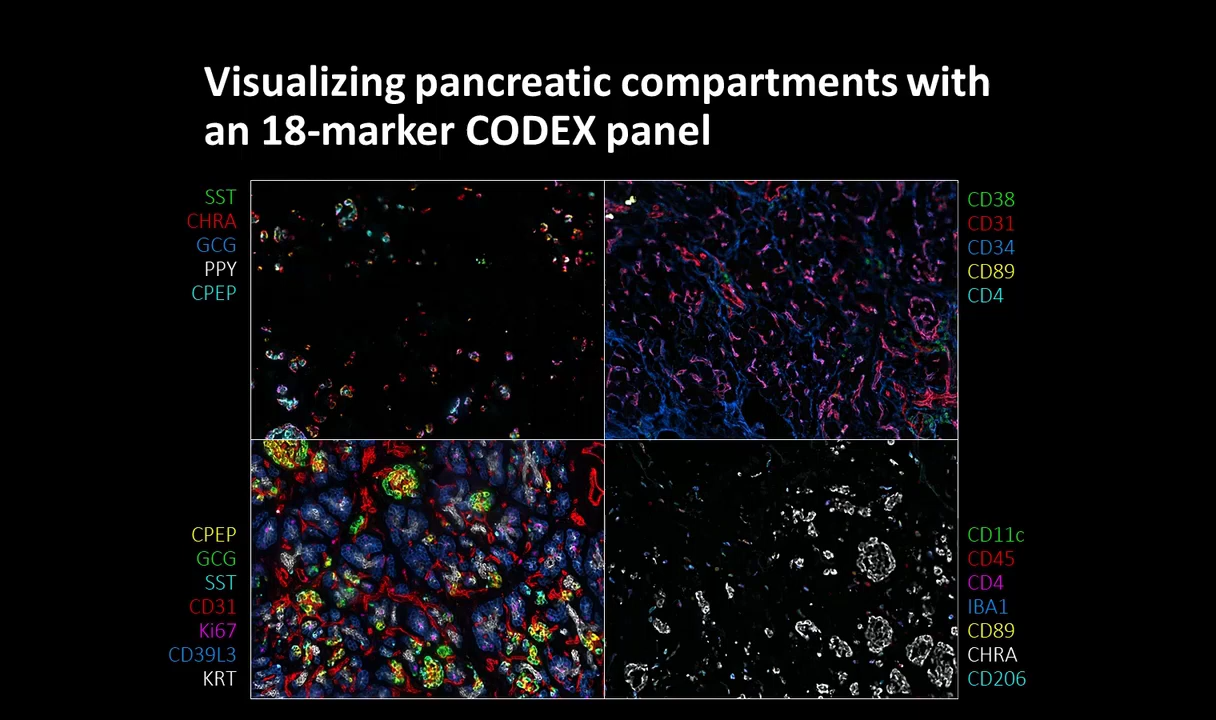 Visualizing pancreatic compartments with
an 18-marker CODEX panel
SST
CHRA
GCG
PPY
CPEP
CD38
CD31
CD34
CD89
CD4
CPEP
GCG
SST
CD31
Ki67
CD39L3
KRT
CD11c
CD45
CD4
IBA1
CD89
CHRA
CD206